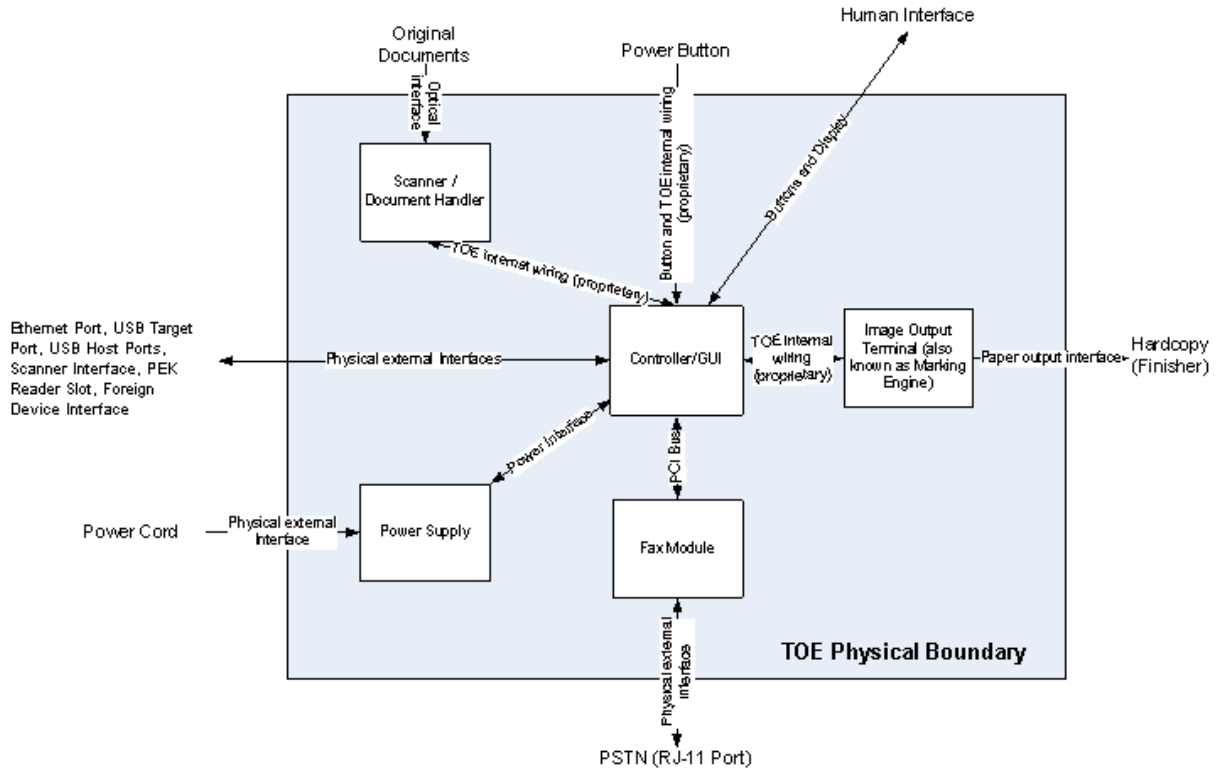 Human Interface
Original
Documents
Power Button
Optical
interface
Button and TOE internal wiring
(proprietary)
Buttons and Display
Scanner /
Document Handler
TOE internal wiring (proprietary)
Ethernet Port, USB Target
Port, USB Host Ports,
Scanner Interface, PEK
Reader Slot, Foreign
Device Interface
Physical external Interfaces
Controller/GUI
TOE Internal
wiring
(proprietary)
Image Output
Terminal (also
known as Marking
Engine)
Paper output interface
Hardcopy
(Finisher)
Power Interface
PCI Bus
Power Cord
Physical external
Interface
Power Supply
Fax Module
Physical external
interface
TOE Physical Boundary
PSTN (RJ-11 Port)